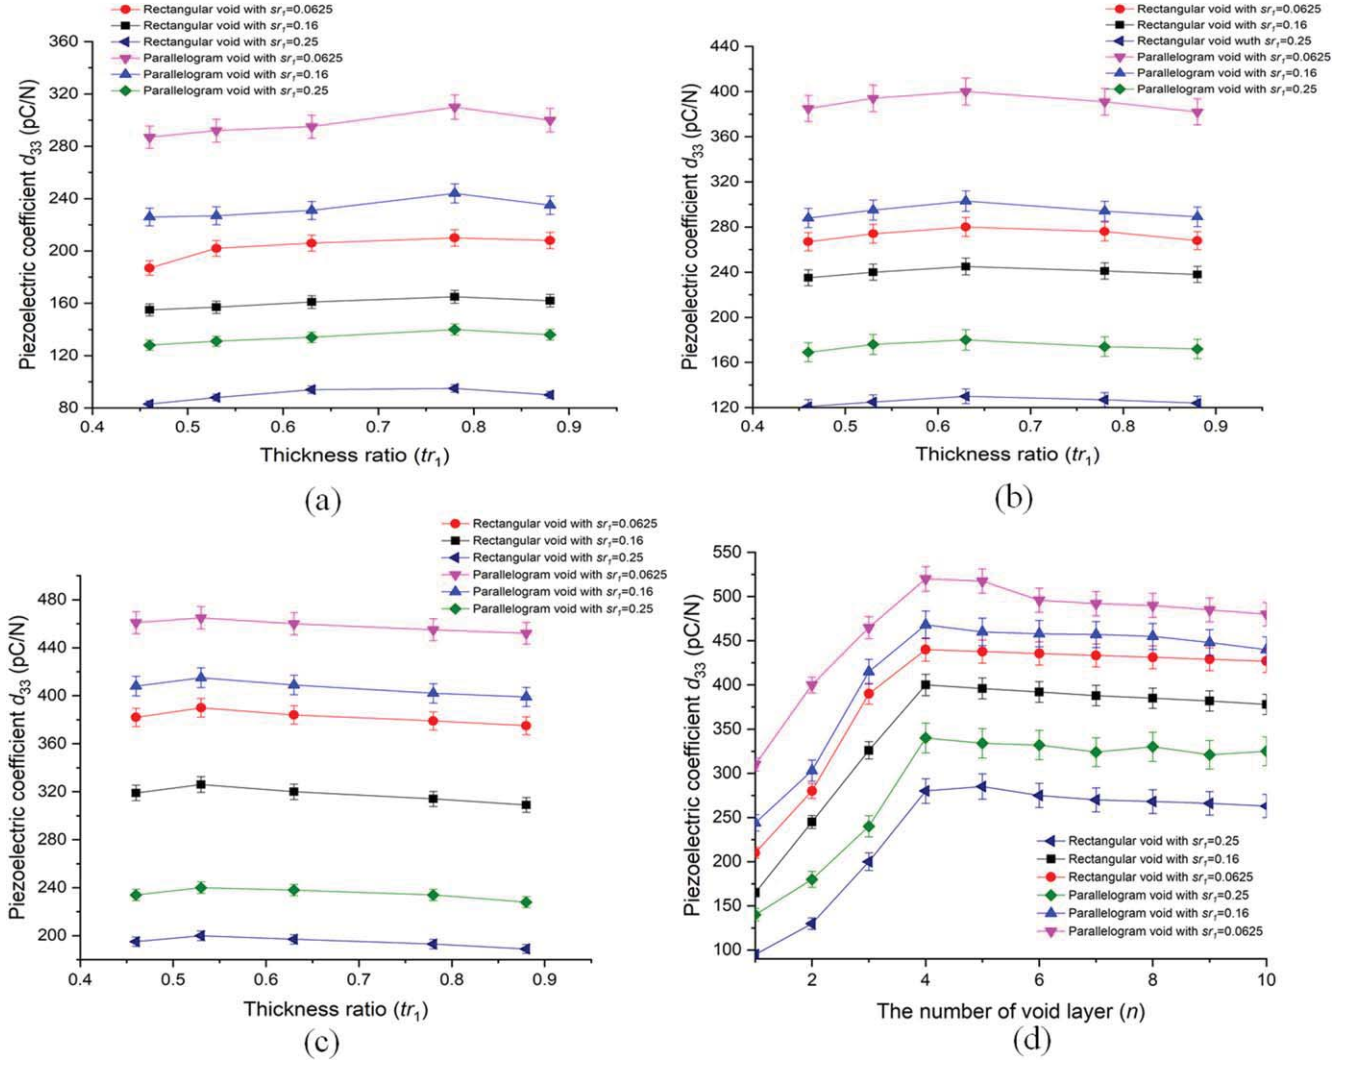 Rectangular void with sr₁=0.0625
Rectangular void with sr₁=0.16
Rectangular void with sr₁=0.25
Parallelogram void with sr₁=0.0625
Parallelogram void with sr₁=0.16
Parallelogram void with sr₁=0.25
360
320
280
240
200
160
120
80
Piezoelectric coefficient d₃₃ (pC/N)
0.4 0.5 0.6 0.7 0.8 0.9
Thickness ratio (tr₁)
(a)
Rectangular void with sr₁=0.0625
Rectangular void with sr₁=0.16
Rectangular void wuth sr₁=0.25
Parallelogram void with sr₁=0.0625
Parallelogram void with sr₁=0.16
Parallelogram void with sr₁=0.25
440
400
360
320
280
240
200
160
120
Piezoelectric coefficient d₃₃ (pC/N)
0.4 0.5 0.6 0.7 0.8 0.9
Thickness ratio (tr₁)
(b)
Rectangular void with sr₁=0.0625
Rectangular void with sr₁=0.16
Rectangular void with sr₁=0.25
Parallelogram void with sr₁=0.0625
Parallelogram void with sr₁=0.16
Parallelogram void with sr₁=0.25
480
440
400
360
320
280
240
200
Piezoelectric coefficient d₃₃ (pC/N)
0.4 0.5 0.6 0.7 0.8 0.9
Thickness ratio (tr₁)
(c)
550
500
450
400
350
300
250
200
150
100
Piezoelectric coefficient d₃₃ (pC/N)
Rectangular void with sr₁=0.25
Rectangular void with sr₁=0.16
Rectangular void with sr₁=0.0625
Parallelogram void with sr₁=0.25
Parallelogram void with sr₁=0.16
Parallelogram void with sr₁=0.0625
2 4 6 8 10
The number of void layer (n)
(d)